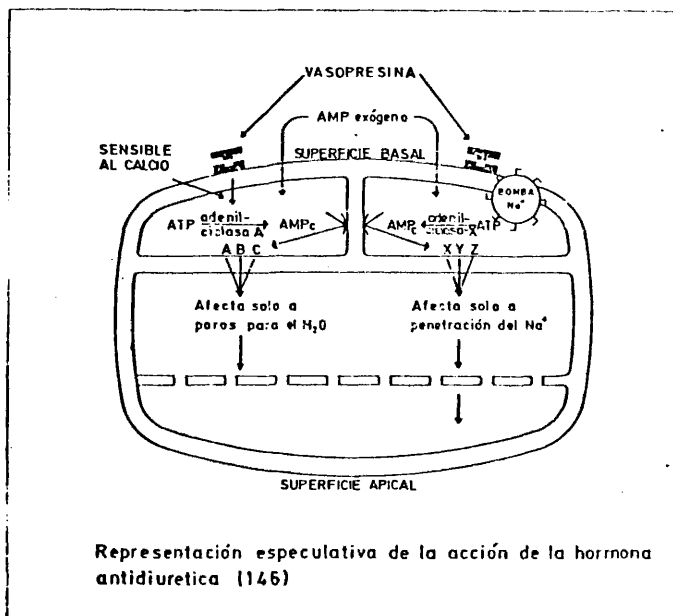 VASOPRESINA
AMP exógeno
SENSIBLE
AL CALCIO
SUPERFICIE BASAL
BOMBA
Na+
ATP adenil-ciclasa A AMPc
AMPc adenil-ciclasa-X ATP
A B C
X Y Z
Afecta solo a
poros para el H2O
Afecta solo a
penetración del Na+
SUPERFICIE APICAL
Representación especulativa de la acción de la hormona
antidiuretica (146)